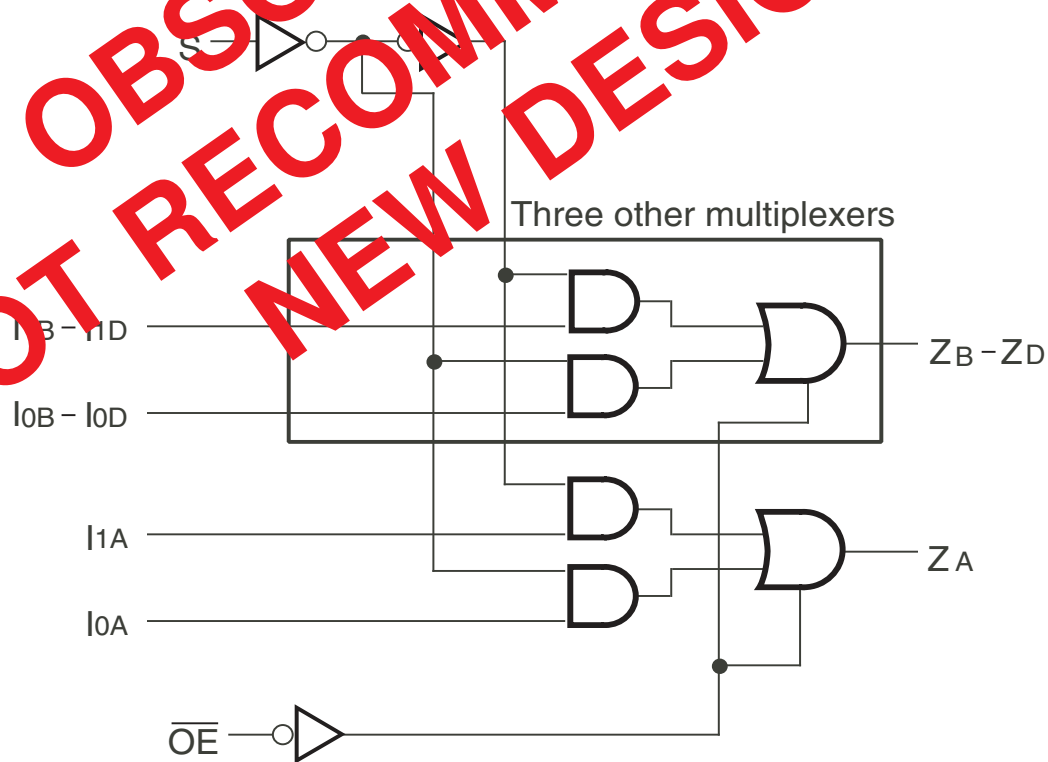 S
OBSO
OT RECOMM
NEW DESIG
Three other multiplexers
I1B – I1D
ZB – ZD
I0B – I0D
I1A
ZA
I0A
OE